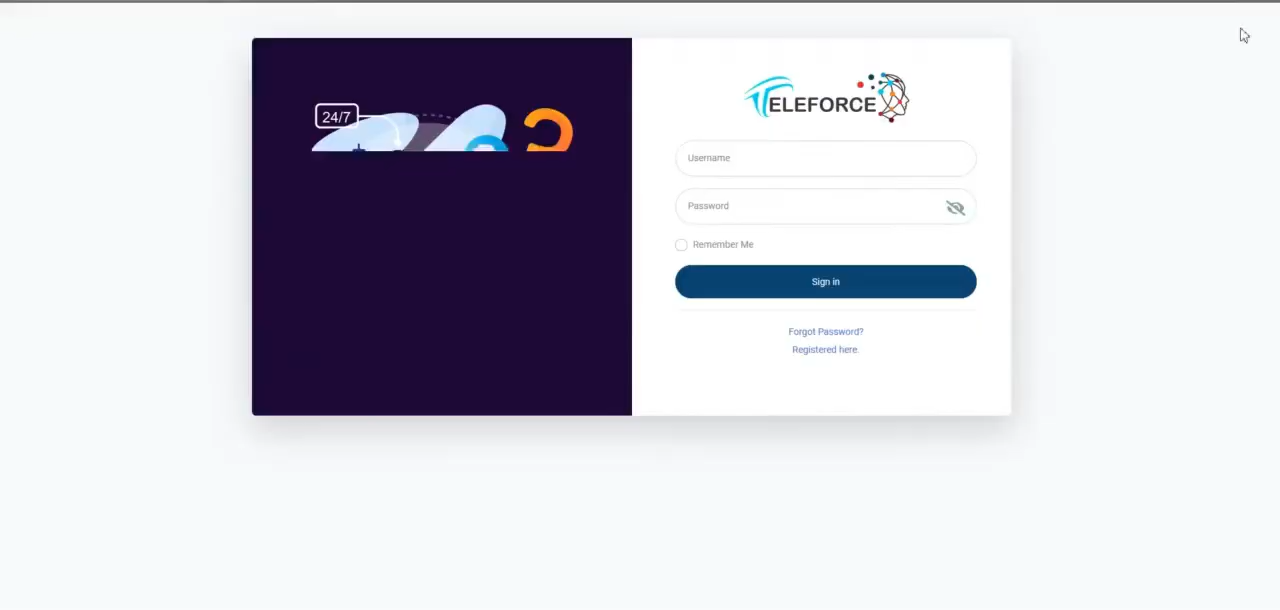 24/7
TELEFORCE
Username
Password
Remember Me
Sign in
Forgot Password?
Registered here.